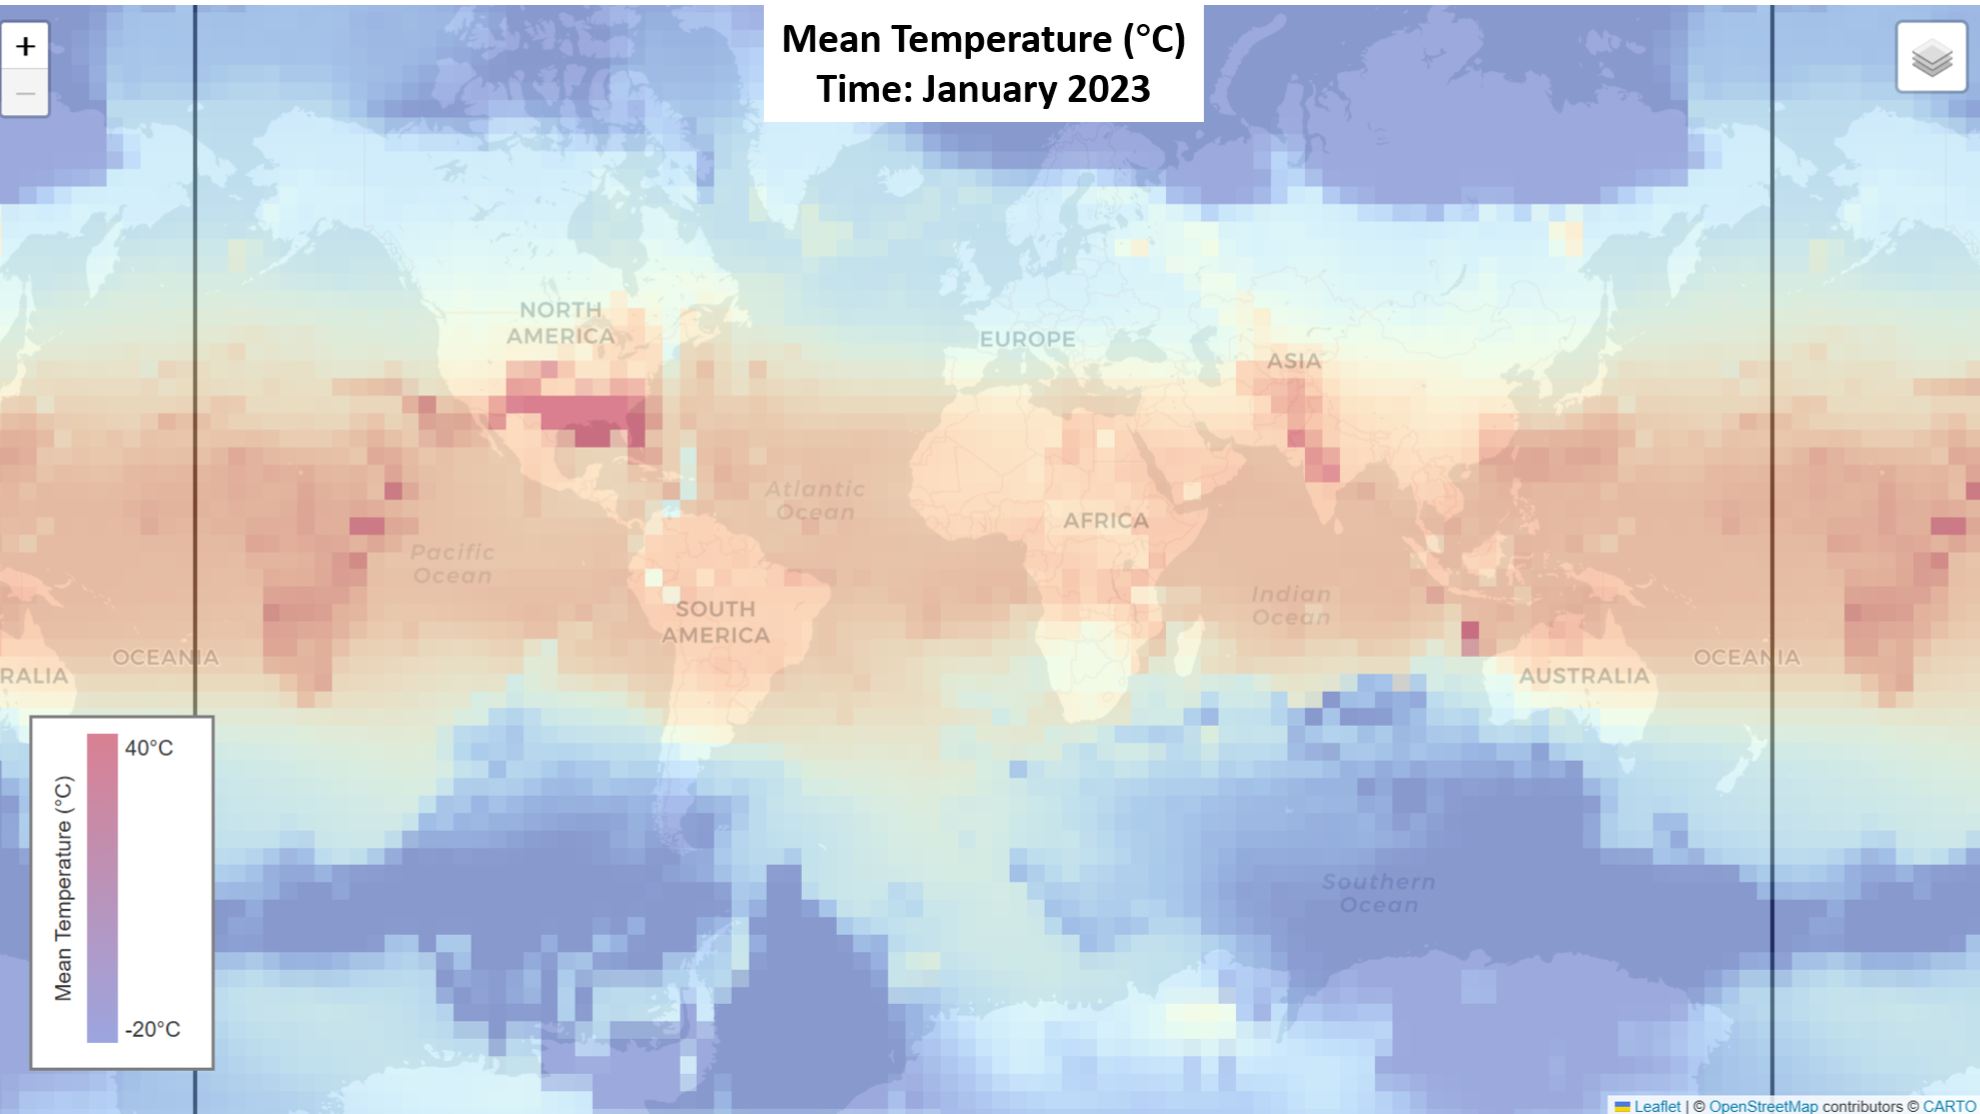 Mean Temperature (°C)
Time: January 2023
+
−
NORTH
AMERICA
EUROPE
ASIA
Atlantic
Ocean
AFRICA
Pacific
Ocean
Indian
Ocean
SOUTH
AMERICA
OCEANIA
RALIA
AUSTRALIA
OCEANIA
Southern
Ocean
40°C
Mean Temperature (°C)
-20°C
Leaflet | © OpenStreetMap contributors © CARTO